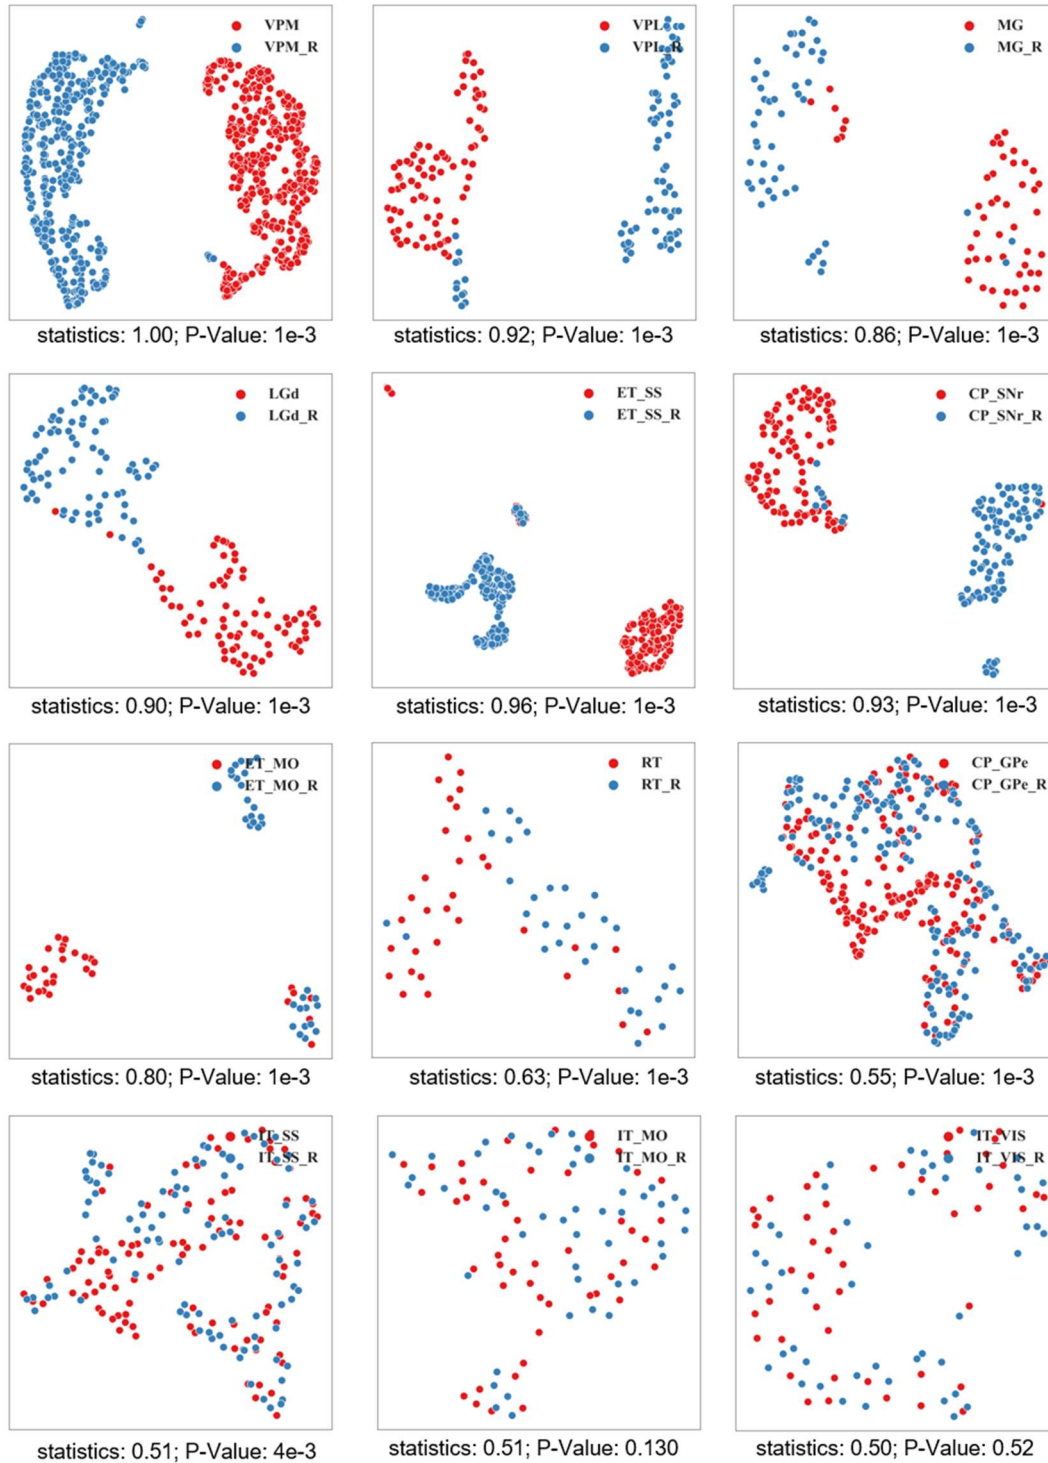 VPM
VPM_R
statistics: 1.00; P-Value: 1e-3
VPL
VPL_R
statistics: 0.92; P-Value: 1e-3
MG
MG_R
statistics: 0.86; P-Value: 1e-3
LGd
LGd_R
statistics: 0.90; P-Value: 1e-3
ET_SS
ET_SS_R
statistics: 0.96; P-Value: 1e-3
CP_SNr
CP_SNr_R
statistics: 0.93; P-Value: 1e-3
ET_MO
ET_MO_R
statistics: 0.80; P-Value: 1e-3
RT
RT_R
statistics: 0.63; P-Value: 1e-3
CP_GPe
CP_GPe_R
statistics: 0.55; P-Value: 1e-3
IT_SS
IT_SS_R
statistics: 0.51; P-Value: 4e-3
IT_MO
IT_MO_R
statistics: 0.51; P-Value: 0.130
IT_VIS
IT_VIS_R
statistics: 0.50; P-Value: 0.52